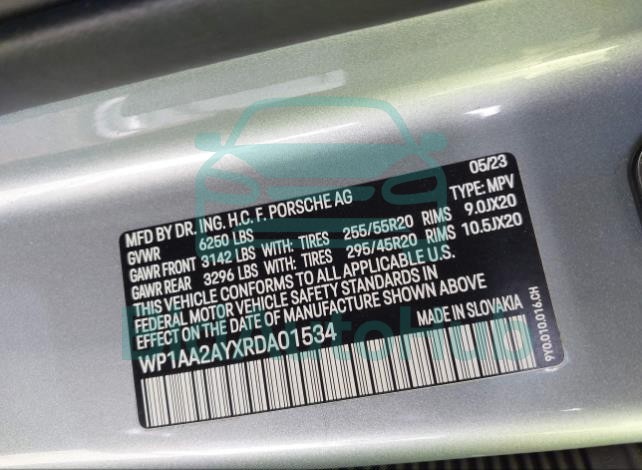 05/23
MFD BY DR. ING. H.C. F. PORSCHE AG TYPE: MPV
GVWR 6250 LBS
GAWR FRONT 3142 LBS WITH: TIRES 255/55R20 RIMS 9.0JX20
GAWR REAR 3296 LBS WITH: TIRES 295/45R20 RIMS 10.5JX20
THIS VEHICLE CONFORMS TO ALL APPLICABLE U.S.
FEDERAL MOTOR VEHICLE SAFETY STANDARDS IN
EFFECT ON THE DATE OF MANUFACTURE SHOWN ABOVE
WP1AA2AYXRDA01534 MADE IN SLOVAKIA
9Y0.010.016.CH